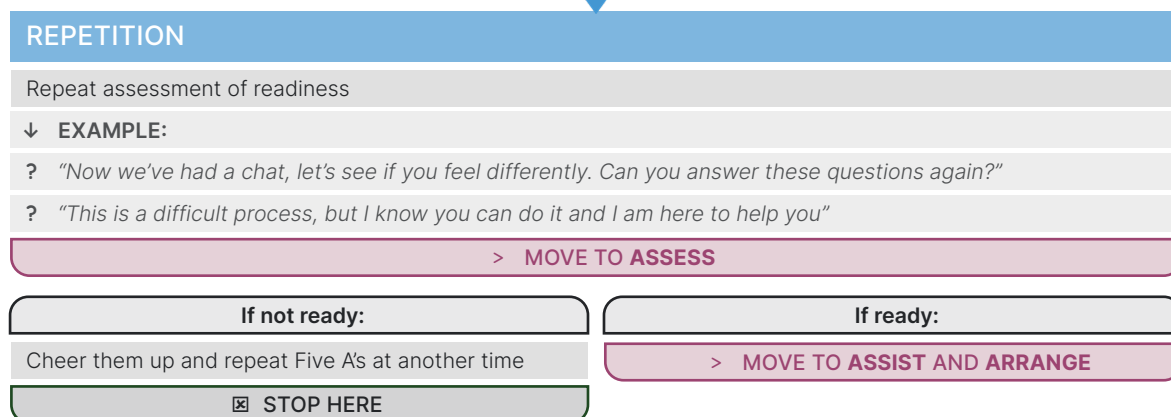 REPETITION
Repeat assessment of readiness
↓ EXAMPLE:
? “Now we’ve had a chat, let’s see if you feel differently. Can you answer these questions again?”
? “This is a difficult process, but I know you can do it and I am here to help you”
> MOVE TO ASSESS
If not ready:
Cheer them up and repeat Five A’s at another time
☒ STOP HERE
If ready:
> MOVE TO ASSIST AND ARRANGE